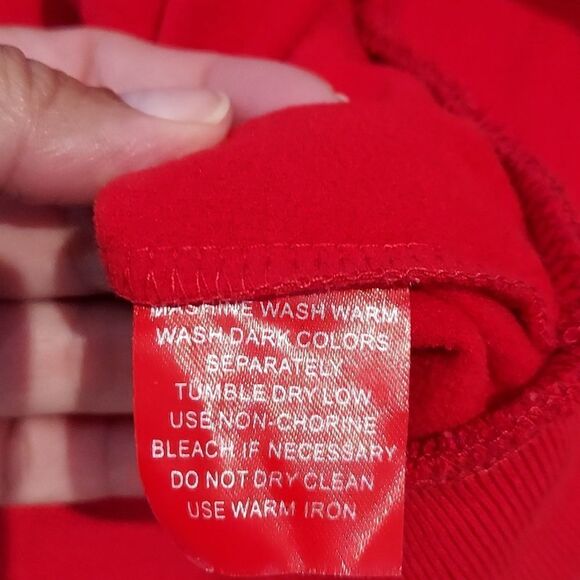 MASHINE WASH WARM
WASH DARK COLORS
SEPARATELY
TUMBLE DRY LOW
USE NON-CHORINE
BLEACH IF NECESSARY
DO NOT DRY CLEAN
USE WARM IRON